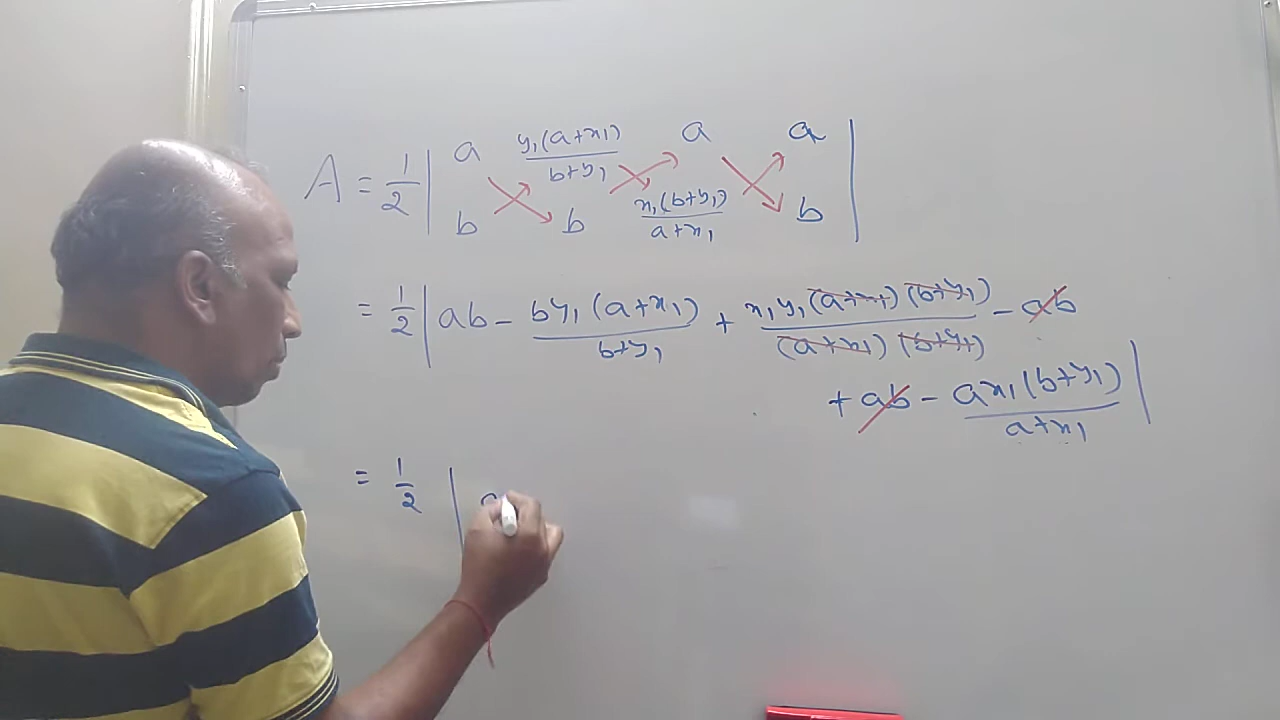 A = 1/2 | a y₁(a+x₁)/(b+y₁) a a |
b b x₁(b+y₁)/(a+x₁) b
= 1/2 | ab - by₁(a+x₁)/(b+y₁) + x₁y₁(a+x₁)(b+y₁)/((a+x₁)(b+y₁)) - ab
+ ab - ax₁(b+y₁)/(a+x₁) |
= 1/2 | a